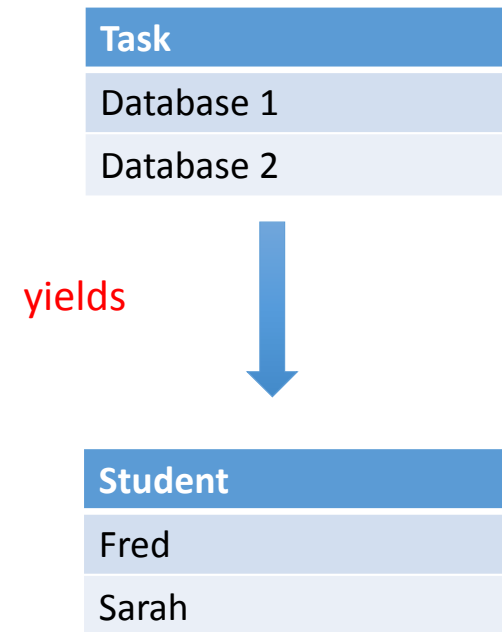 Task
Database 1
Database 2
yields
Student
Fred
Sarah